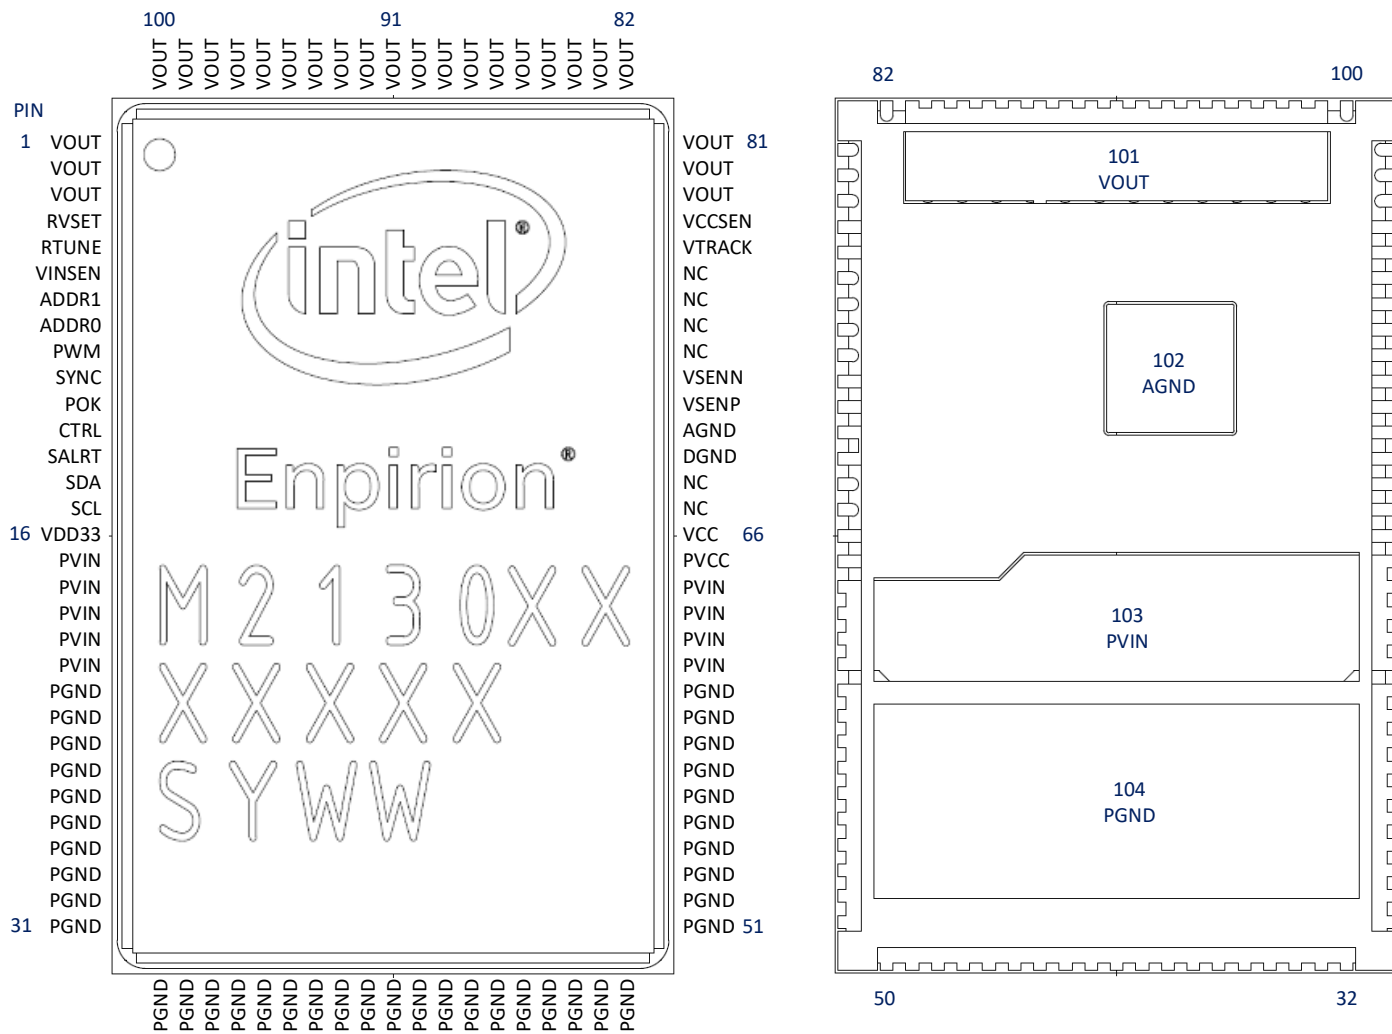 100 91 82
VOUT VOUT VOUT VOUT VOUT VOUT VOUT VOUT VOUT VOUT VOUT VOUT VOUT VOUT VOUT VOUT VOUT VOUT VOUT
PIN
1 VOUT
VOUT
VOUT
RVSET
RTUNE
VINSEN
ADDR1
ADDR0
PWM
SYNC
POK
CTRL
SALRT
SDA
SCL
16 VDD33
PVIN
PVIN
PVIN
PVIN
PVIN
PGND
PGND
PGND
PGND
PGND
PGND
PGND
PGND
PGND
31 PGND
intel®
Enpirion®
M2130XX
XXXXX
SYWW
VOUT 81
VOUT
VOUT
VCCSEN
VTRACK
NC
NC
NC
NC
VSENN
VSENP
AGND
DGND
NC
NC
VCC 66
PVCC
PVIN
PVIN
PVIN
PVIN
PGND
PGND
PGND
PGND
PGND
PGND
PGND
PGND
PGND
PGND 51
PGND PGND PGND PGND PGND PGND PGND PGND PGND PGND PGND PGND PGND PGND PGND PGND PGND PGND PGND
82 100
101
VOUT
102
AGND
103
PVIN
104
PGND
50 32